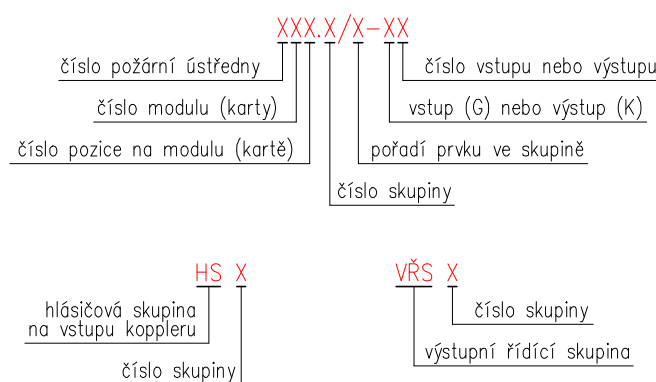 XXX.X/X-XX
číslo požární ústředny
číslo vstupu nebo výstupu
číslo modulu (karty)
vstup (G) nebo výstup (K)
číslo pozice na modulu (kartě)
pořadí prvku ve skupině
číslo skupiny
HS X
VŘS X
hlásičová skupina
na vstupu koppleru
číslo skupiny
číslo skupiny
výstupní řídící skupina